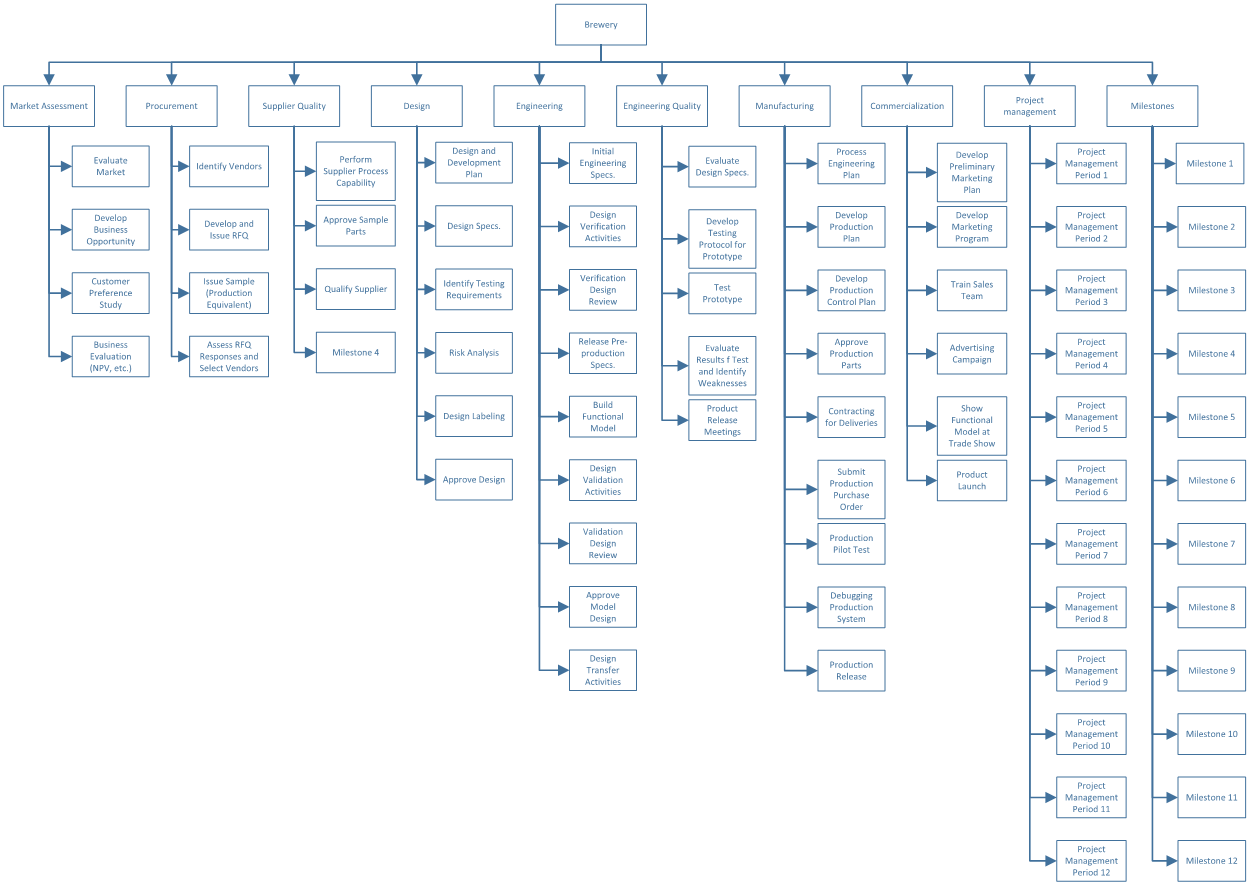 Brewery
Market Assessment
Procurement
Supplier Quality
Design
Engineering
Engineering Quality
Manufacturing
Commercialization
Project
management
Milestones
Evaluate
Market
Develop
Business
Opportunity
Customer
Preference
Study
Business
Evaluation
(NPV, etc.)
Identify Vendors
Develop and
Issue RFQ
Issue Sample
(Production
Equivalent)
Assess RFQ
Responses and
Select Vendors
Perform
Supplier Process
Capability
Approve Sample
Parts
Qualify Supplier
Milestone 4
Design and
Development
Plan
Design Specs.
Identify Testing
Requirements
Risk Analysis
Design Labeling
Approve Design
Initial
Engineering
Specs.
Design
Verification
Activities
Verification
Design
Review
Release Pre-
production
Specs.
Build
Functional
Model
Design
Validation
Activities
Validation
Design
Review
Approve
Model
Design
Design
Transfer
Activities
Evaluate
Design Specs.
Develop
Testing
Protocol for
Prototype
Test
Prototype
Evaluate
Results f Test
and Identify
Weaknesses
Product
Release
Meetings
Process
Engineering
Plan
Develop
Production
Plan
Develop
Production
Control Plan
Approve
Production
Parts
Contracting
for Deliveries
Submit
Production
Purchase
Order
Production
Pilot Test
Debugging
Production
System
Production
Release
Develop
Preliminary
Marketing
Plan
Develop
Marketing
Program
Train Sales
Team
Advertising
Campaign
Show
Functional
Model at
Trade Show
Product
Launch
Project
Management
Period 1
Project
Management
Period 2
Project
Management
Period 3
Project
Management
Period 4
Project
Management
Period 5
Project
Management
Period 6
Project
Management
Period 7
Project
Management
Period 8
Project
Management
Period 9
Project
Management
Period 10
Project
Management
Period 11
Project
Management
Period 12
Milestone 1
Milestone 2
Milestone 3
Milestone 4
Milestone 5
Milestone 6
Milestone 7
Milestone 8
Milestone 9
Milestone 10
Milestone 11
Milestone 12